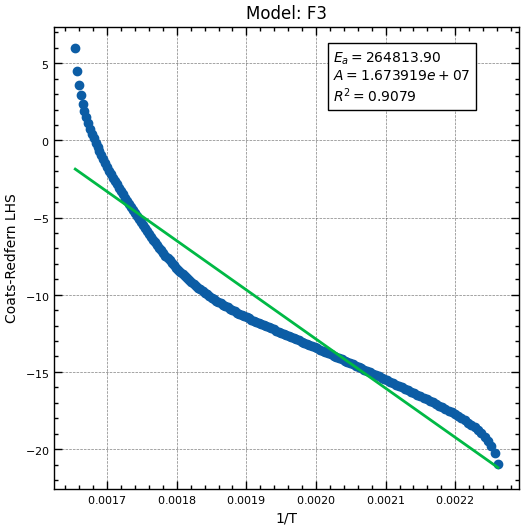 Model: F3
E_a = 264813.90
A = 1.673919e + 07
R^2 = 0.9079
Coats-Redfern LHS
5
0
−5
−10
−15
−20
0.0017 0.0018 0.0019 0.0020 0.0021 0.0022
1/T